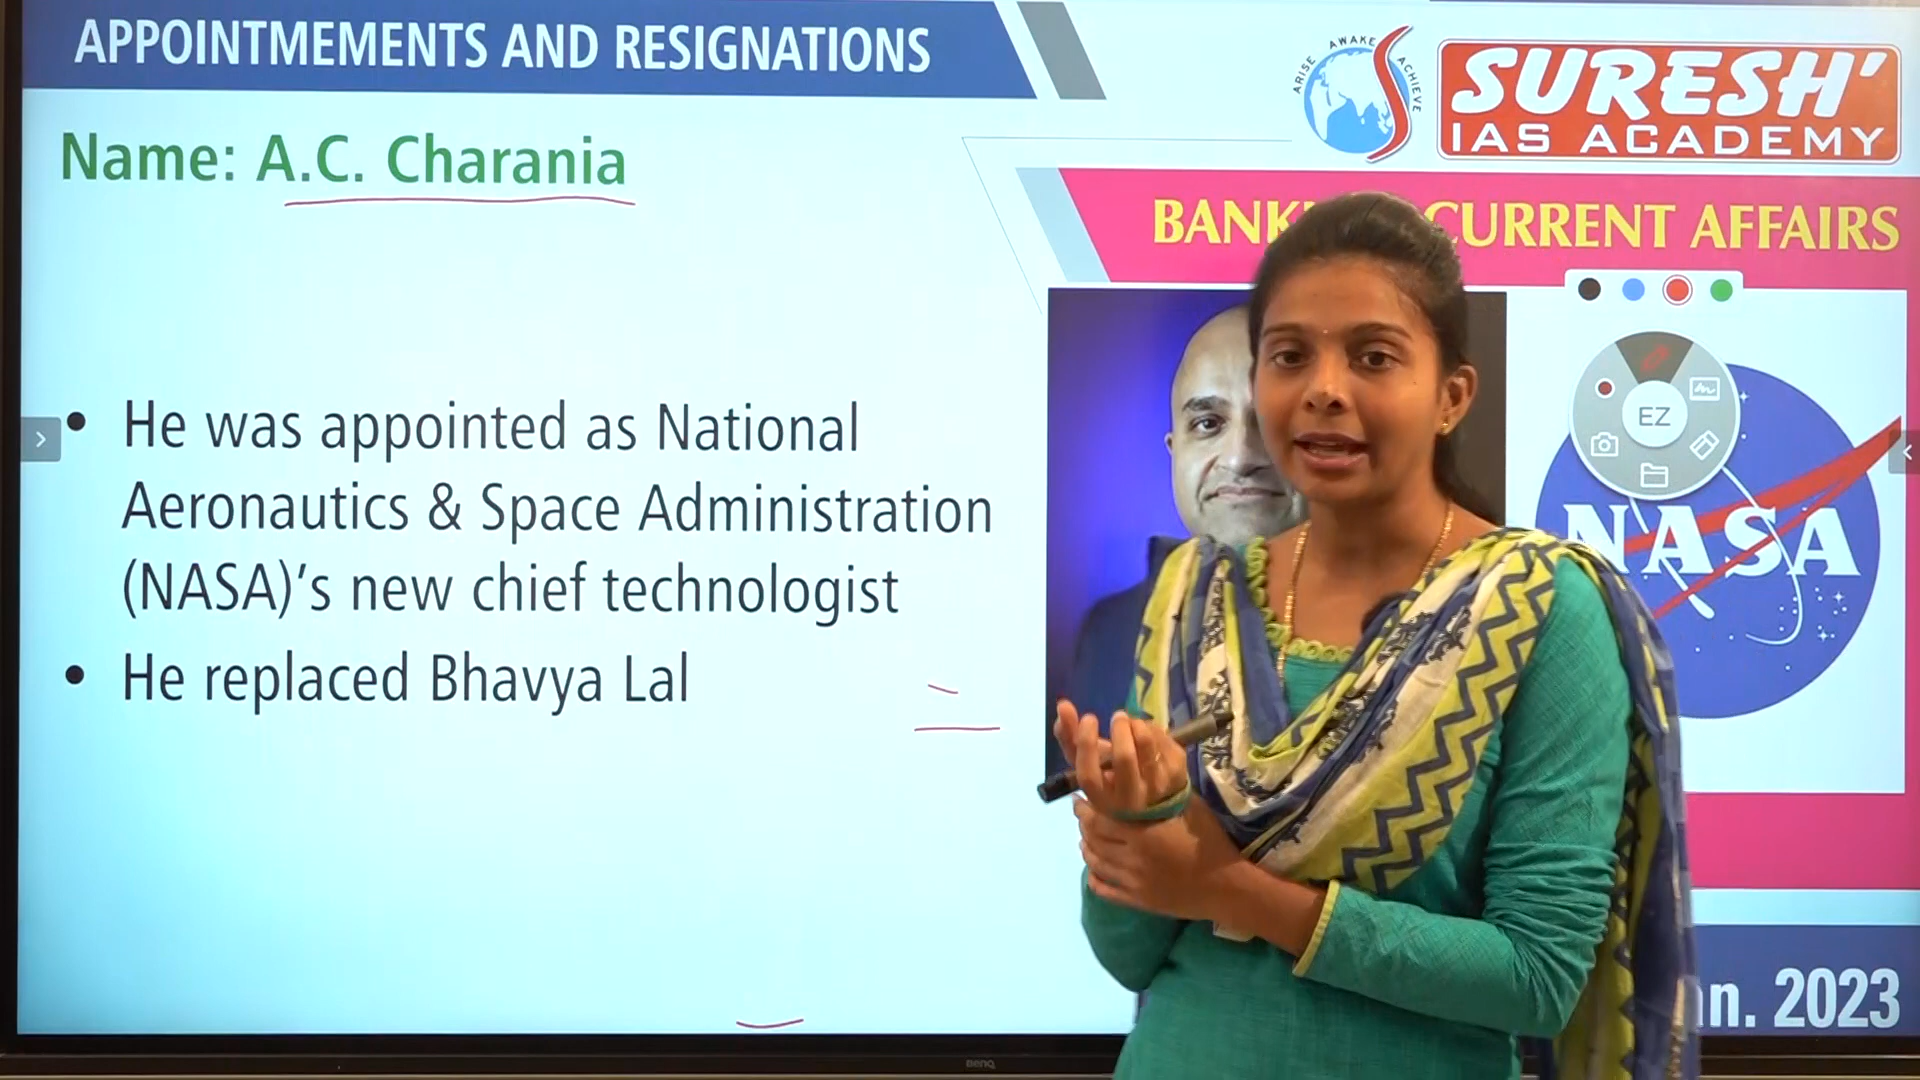 APPOINTMEMENTS AND RESIGNATIONS
ARISE AWAKE ACHIEVE
SURESH'
IAS ACADEMY
Name: A.C. Charania
CURRENT AFFAIRS
EZ
• He was appointed as National
Aeronautics & Space Administration
(NASA)'s new chief technologist
• He replaced Bhavya Lal
NASA
2023
BenQ